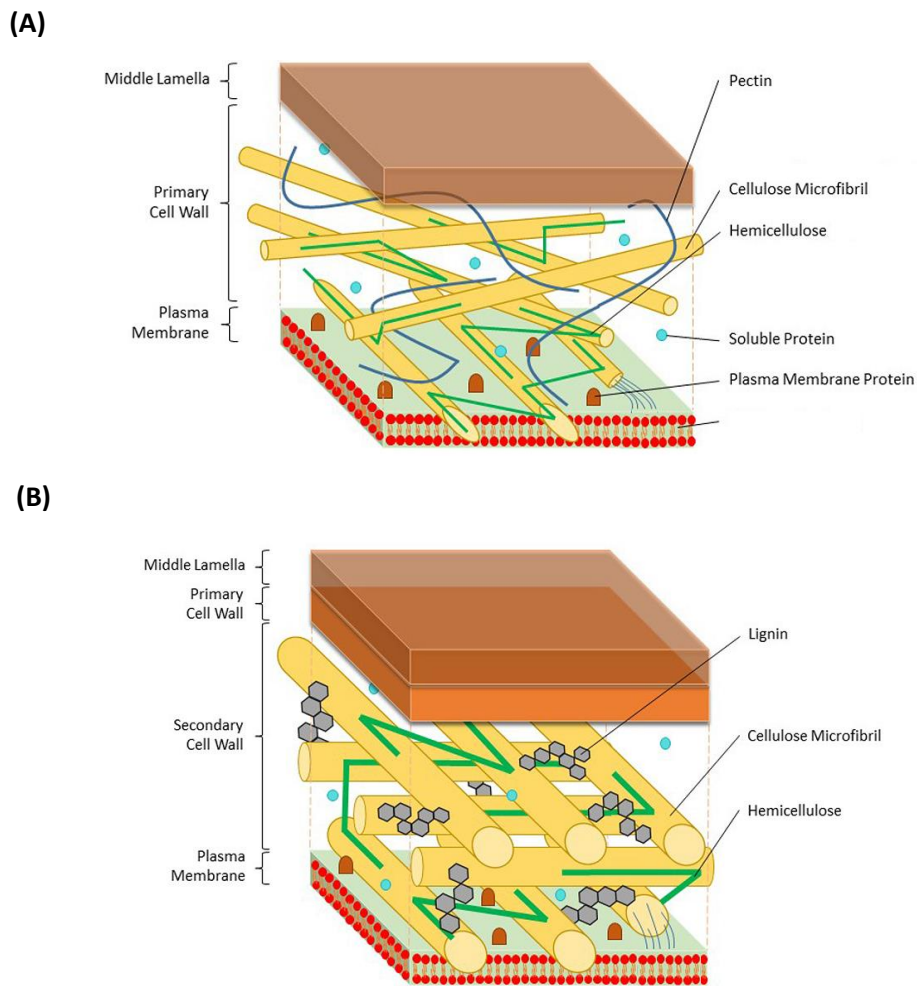 (A)
Middle Lamella
Primary
Cell Wall
Plasma
Membrane
Pectin
Cellulose Microfibril
Hemicellulose
Soluble Protein
Plasma Membrane Protein
(B)
Middle Lamella
Primary
Cell Wall
Secondary
Cell Wall
Plasma
Membrane
Lignin
Cellulose Microfibril
Hemicellulose